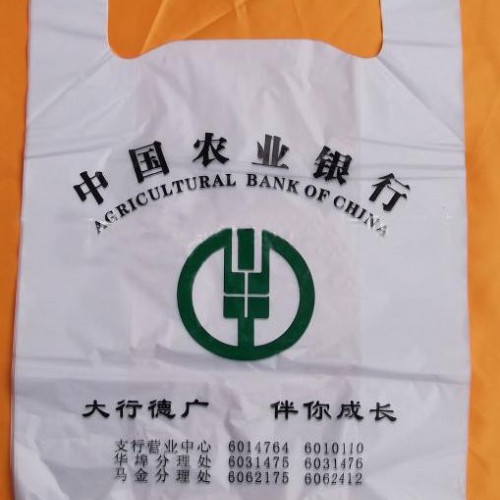 中国农业银行
AGRICULTURAL BANK OF CHINA
大行德广 伴你成长
支行营业中心 6014764 6010110
华埠分理处 6031475 6031476
马金分理处 6062175 6062412